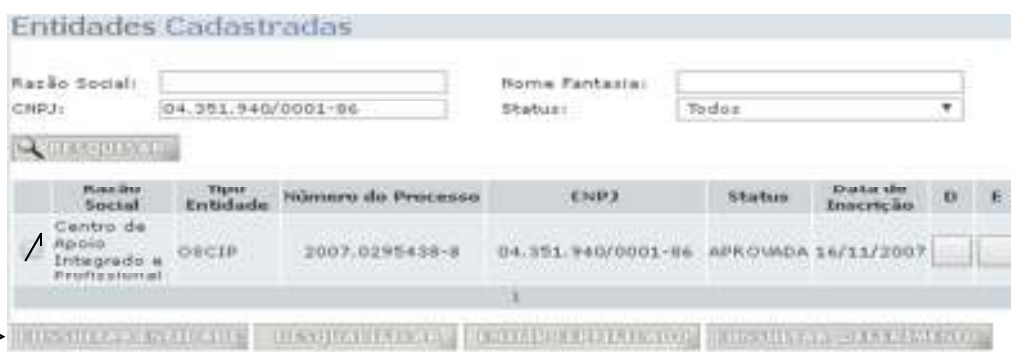 Entidades Cadastradas
Razão Social:
Nome Fantasia:
CNPJ: 04.351.940/0001-86
Status: Todos
PESQUISAR
Razão Social Tipo Entidade Número do Processo CNPJ Status Data de Inscrição D E
Centro de Apoio Integrado e Profissional OSCIP 2007.0295438-8 04.351.940/0001-86 APROVADA 16/11/2007
1